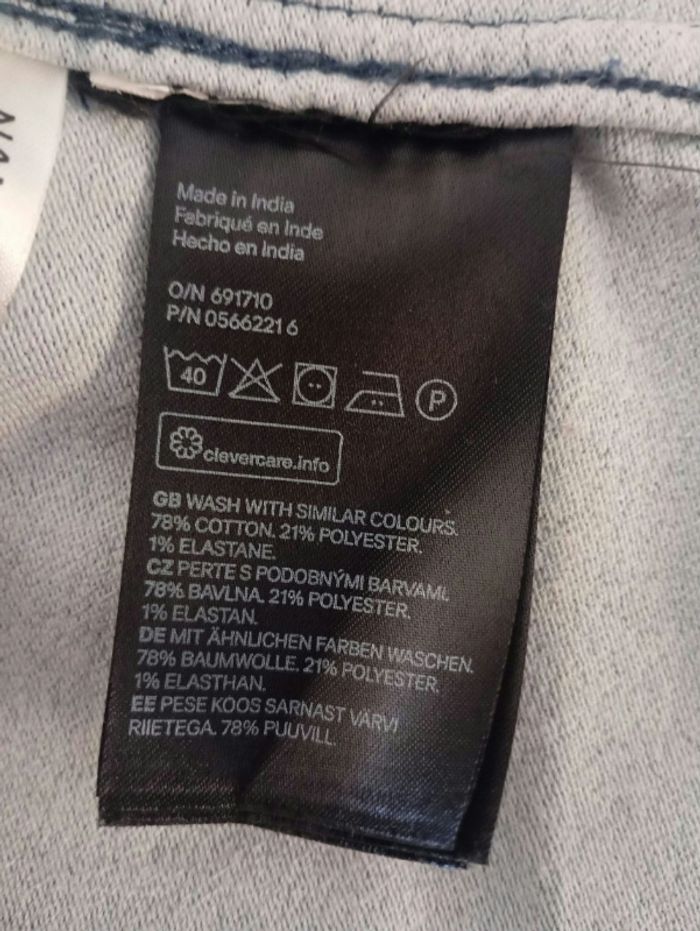 Made in India
Fabriqué en Inde
Hecho en India
O/N 691710
P/N 0566221 6
40
P
clevercare.info
GB WASH WITH SIMILAR COLOURS.
78% COTTON. 21% POLYESTER.
1% ELASTANE.
CZ PERTE S PODOBNÝMI BARVAMI.
78% BAVLNA. 21% POLYESTER.
1% ELASTAN.
DE MIT ÄHNLICHEN FARBEN WASCHEN.
78% BAUMWOLLE. 21% POLYESTER.
1% ELASTHAN.
EE PESE KOOS SARNAST VÄRVI
RIIETEGA. 78% PUUVILL.